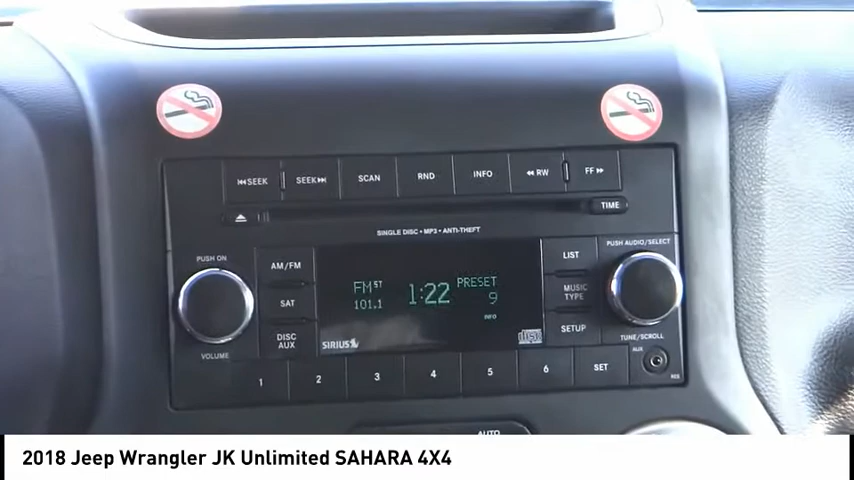 SEEK SEEK SCAN RND INFO RW FF
TIME
SINGLE DISC • MP3 • ANTI-THEFT
PUSH ON
PUSH AUDIO/SELECT
AM/FM
LIST
SAT
MUSIC
TYPE
DISC
AUX
SETUP
FM ST
101.1
1:22
PRESET
9
INFO
SIRIUS
VOLUME
TUNE/SCROLL
AUX
1 2 3 4 5 6 SET
RES
AUTO
2018 Jeep Wrangler JK Unlimited SAHARA 4X4